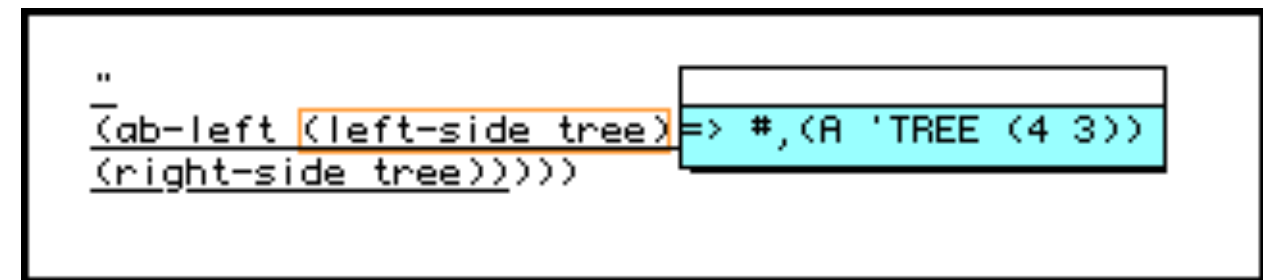 "
(ab-left (left-side tree) => #,(A 'TREE (4 3))
(right-side tree)))))